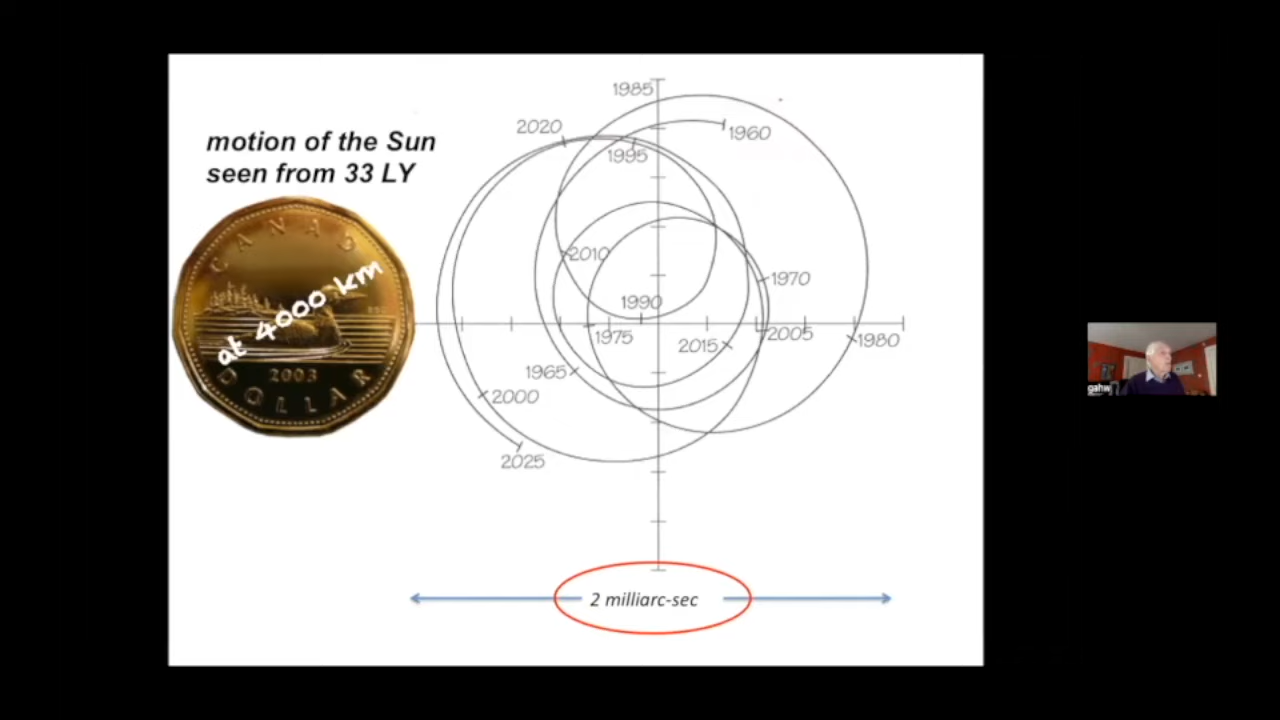 motion of the Sun
seen from 33 LY
CANADA
at 4000 km
2003
DOLLAR
1985
1960
2020
1995
2010
1970
1990
1975
2005
2015
1980
1965
2000
2025
2 milliarc-sec
gahw